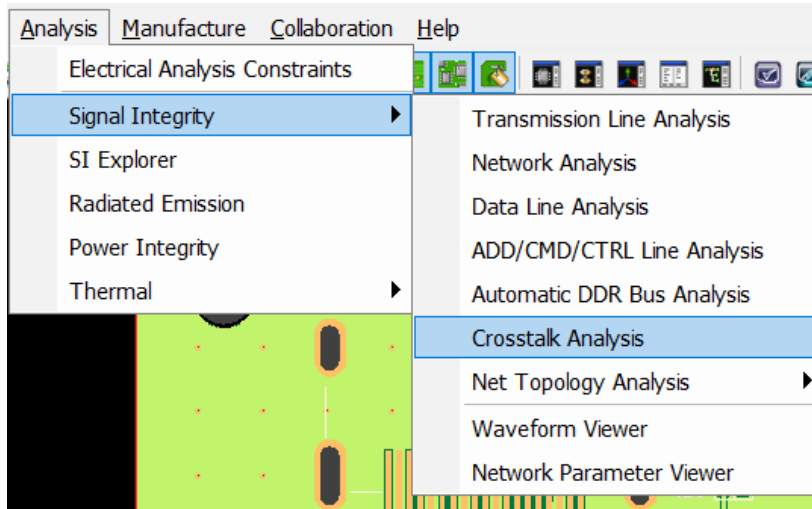 Analysis Manufacture Collaboration Help
Electrical Analysis Constraints
Signal Integrity
SI Explorer
Radiated Emission
Power Integrity
Thermal
Transmission Line Analysis
Network Analysis
Data Line Analysis
ADD/CMD/CTRL Line Analysis
Automatic DDR Bus Analysis
Crosstalk Analysis
Net Topology Analysis
Waveform Viewer
Network Parameter Viewer